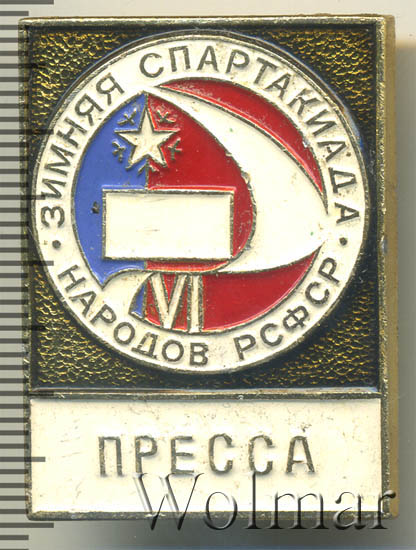 ЗИМНЯЯ СПАРТАКИАДА
НАРОДОВ РСФСР
VI
ПРЕССА
Wolmar